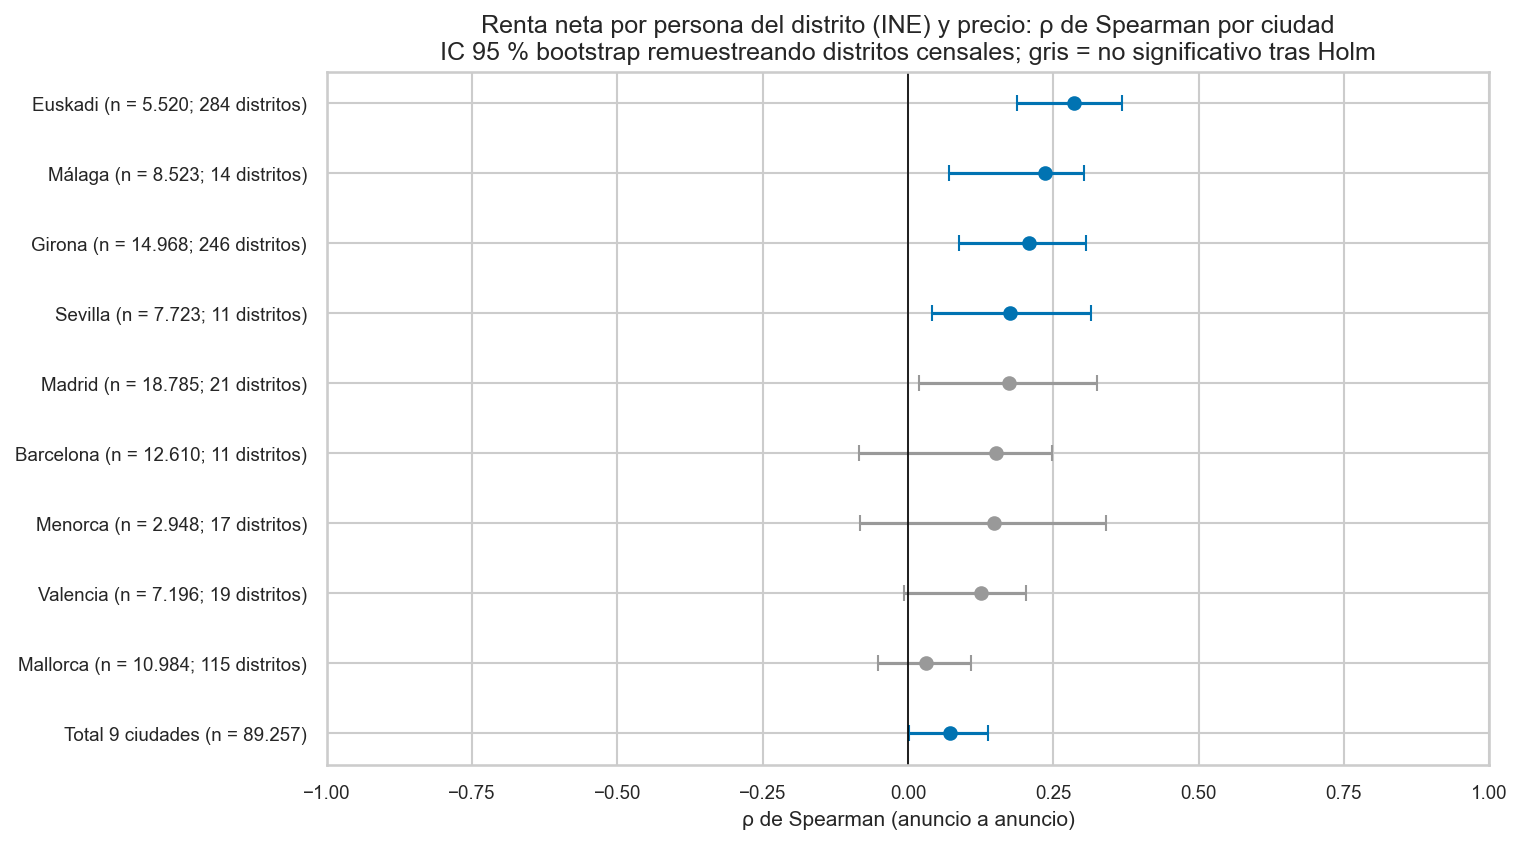 Renta neta por persona del distrito (INE) y precio: ρ de Spearman por ciudad
IC 95 % bootstrap remuestreando distritos censales; gris = no significativo tras Holm
Euskadi (n = 5.520; 284 distritos)
Málaga (n = 8.523; 14 distritos)
Girona (n = 14.968; 246 distritos)
Sevilla (n = 7.723; 11 distritos)
Madrid (n = 18.785; 21 distritos)
Barcelona (n = 12.610; 11 distritos)
Menorca (n = 2.948; 17 distritos)
Valencia (n = 7.196; 19 distritos)
Mallorca (n = 10.984; 115 distritos)
Total 9 ciudades (n = 89.257)
−1.00 −0.75 −0.50 −0.25 0.00 0.25 0.50 0.75 1.00
ρ de Spearman (anuncio a anuncio)